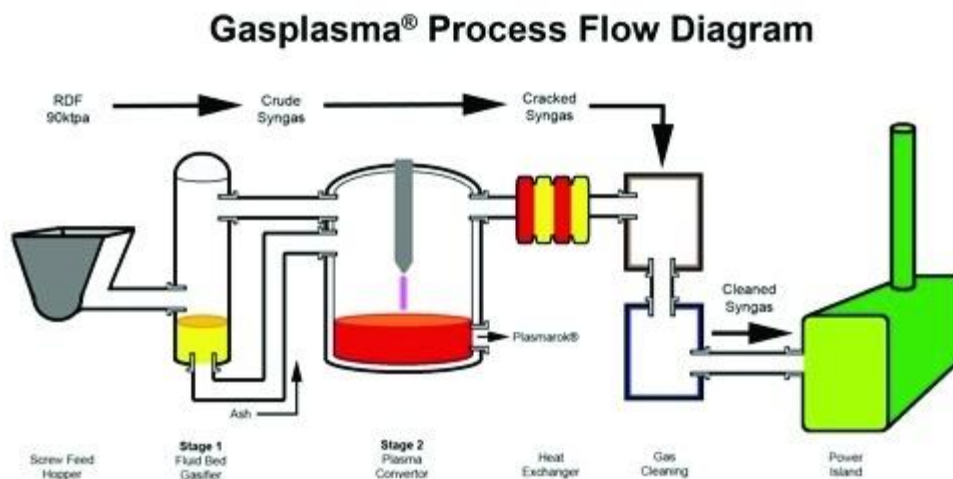 Gasplasma® Process Flow Diagram
RDF
90ktpa
Crude
Syngas
Cracked
Syngas
Cleaned
Syngas
Plasmarok®
Ash
Screw Feed
Hopper
Stage 1
Fluid Bed
Gasifier
Stage 2
Plasma
Convertor
Heat
Exchanger
Gas
Cleaning
Power
Island